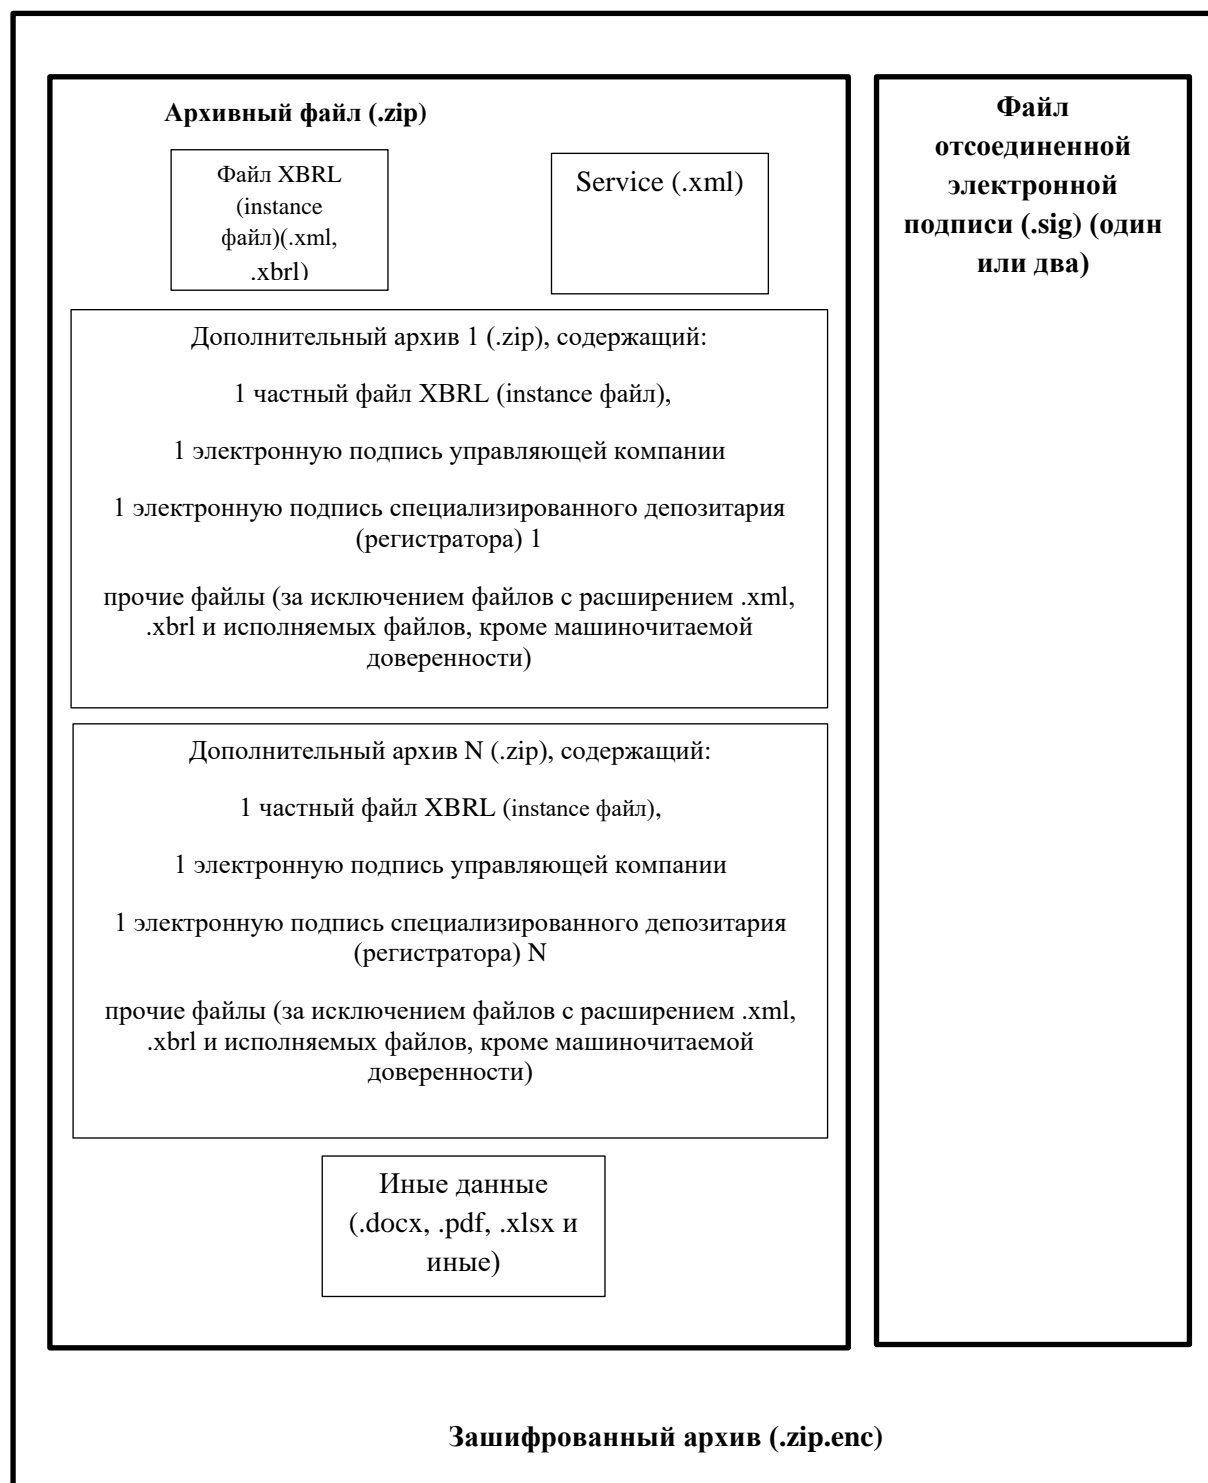 Архивный файл (.zip)
Файл XBRL
(instance
файл)(.xml,
.xbrl)
Service (.xml)
Дополнительный архив 1 (.zip), содержащий:
1 частный файл XBRL (instance файл),
1 электронную подпись управляющей компании
1 электронную подпись специализированного депозитария
(регистратора) 1
прочие файлы (за исключением файлов с расширением .xml,
.xbrl и исполняемых файлов, кроме машиночитаемой
доверенности)
Дополнительный архив N (.zip), содержащий:
1 частный файл XBRL (instance файл),
1 электронную подпись управляющей компании
1 электронную подпись специализированного депозитария
(регистратора) N
прочие файлы (за исключением файлов с расширением .xml,
.xbrl и исполняемых файлов, кроме машиночитаемой
доверенности)
Иные данные
(.docx, .pdf, .xlsx и
иные)
Файл
отсоединенной
электронной
подписи (.sig) (один
или два)
Зашифрованный архив (.zip.enc)